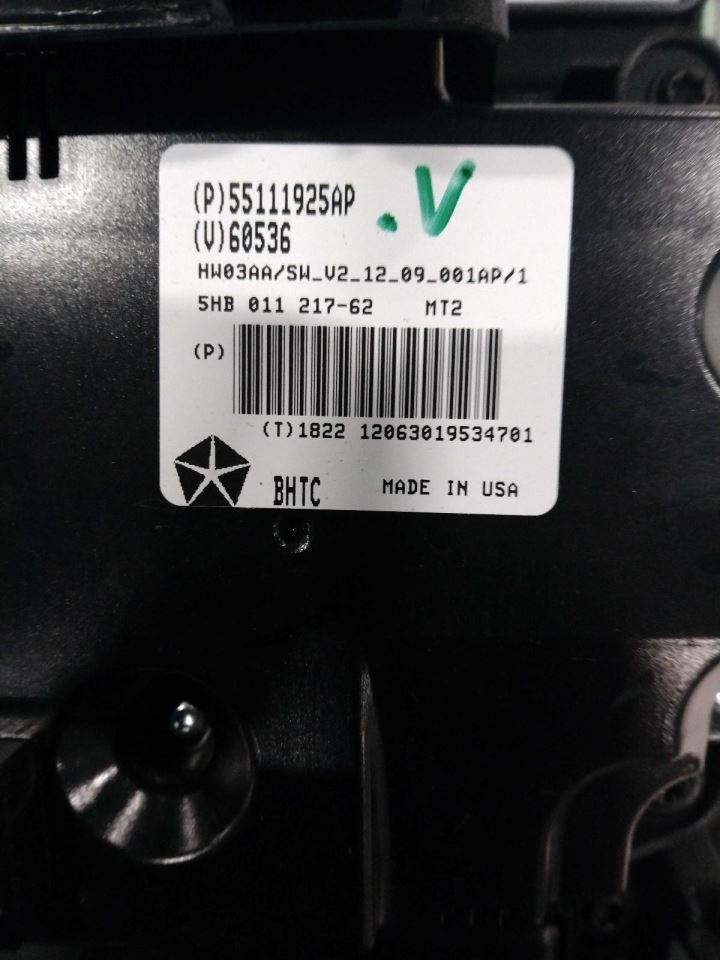 (P)55111925AP
.V
(V)60536
HW03AA/SW_V2_12_09_001AP/1
5HB 011 217-62 MT2
(P)
(T)1822 12063019534701
BHTC MADE IN USA